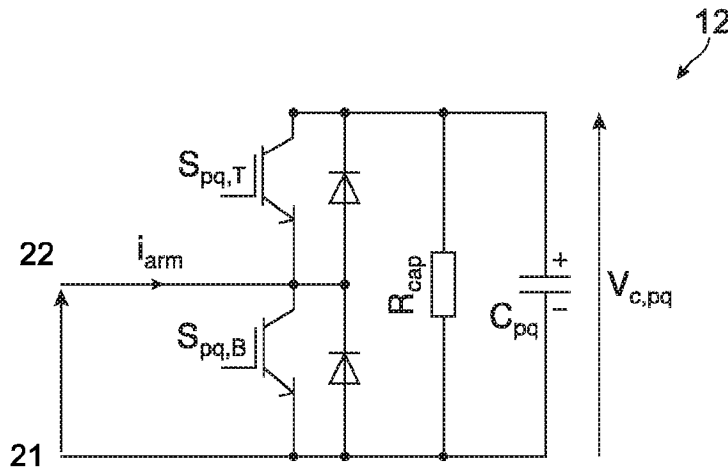 12
S_pq,T
22
i_arm
R_cap
+
C_pq
−
V_c,pq
S_pq,B
21